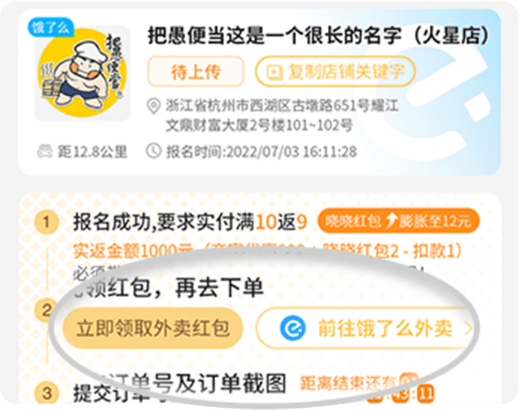 饿了么
把愚便当这是一个很长的名字（火星店）
待上传
复制店铺关键字
浙江省杭州市西湖区古墩路651号耀江
文鼎财富大厦2号楼101~102号
距12.8公里
报名时间:2022/07/03 16:11:28
1
报名成功,要求实付满10返9
晓晓红包
膨胀至12元
实返金额1000元
晓晓红包2 - 扣款1）
必须
领红包，再去下单
2
立即领取外卖红包
前往饿了么外卖
3
提交订单号及订单截图
距离结束还有
11